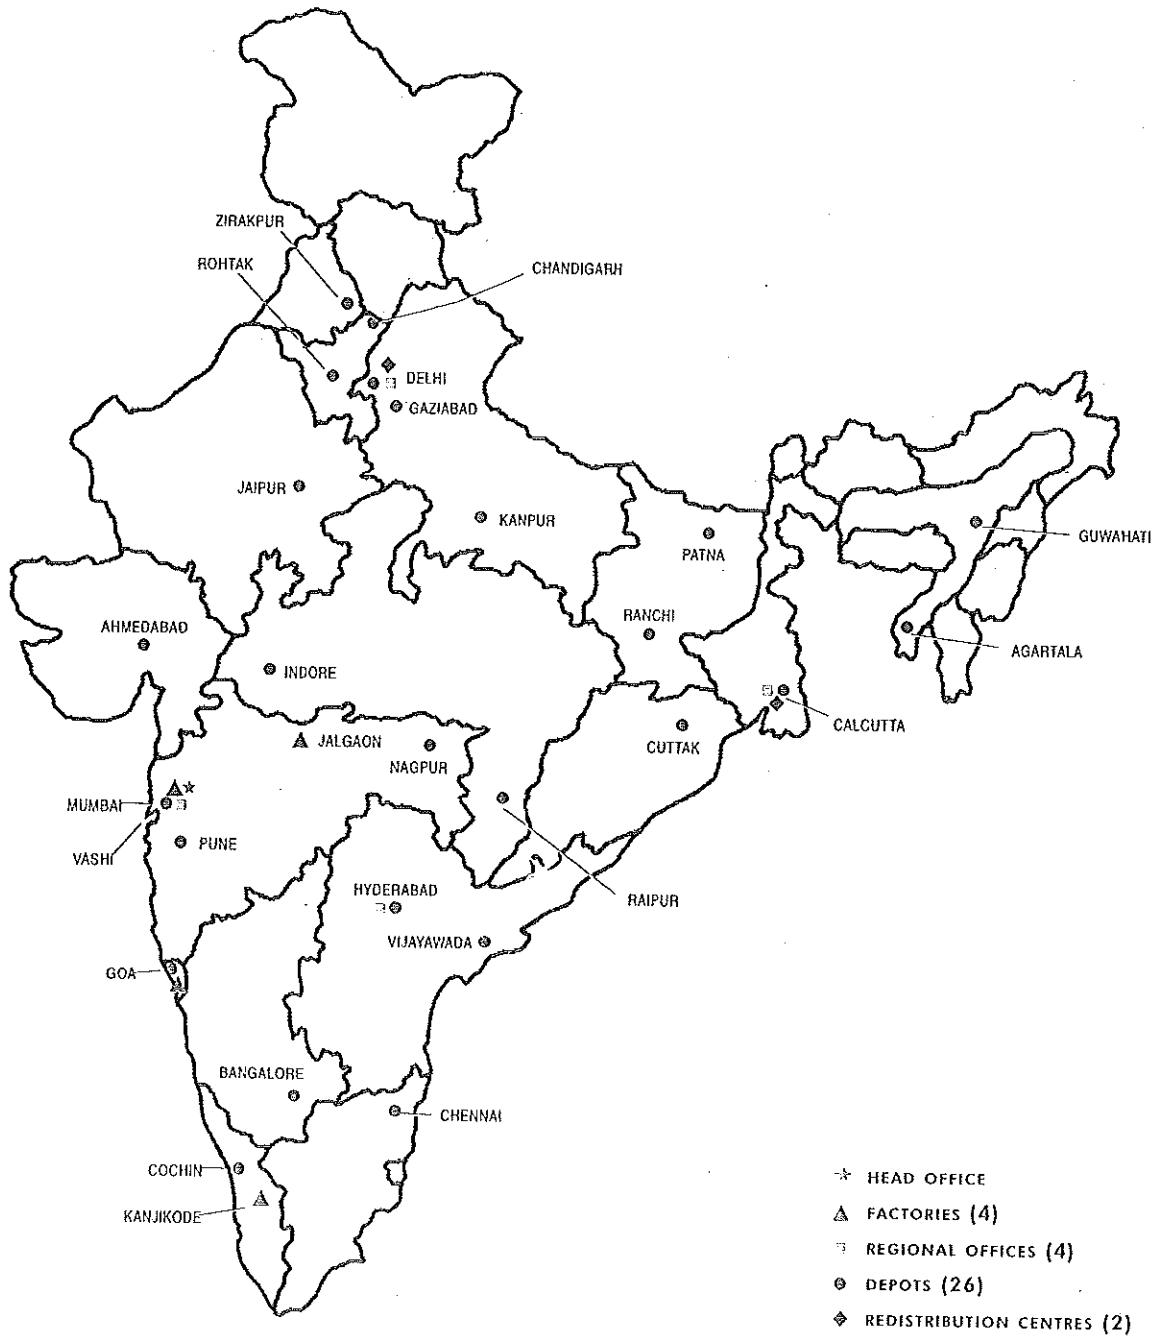 ZIRAKPUR
ROHTAK
CHANDIGARH
DELHI
GAZIABAD
JAIPUR
KANPUR
GUWAHATI
PATNA
RANCHI
AHMEDABAD
AGARTALA
INDORE
CALCUTTA
JALGAON
CUTTAK
NAGPUR
MUMBAI
PUNE
VASHI
HYDERABAD
RAIPUR
VIJAYAWADA
GOA
BANGALORE
CHENNAI
COCHIN
KANJIKODE
HEAD OFFICE
FACTORIES (4)
REGIONAL OFFICES (4)
DEPOTS (26)
REDISTRIBUTION CENTRES (2)